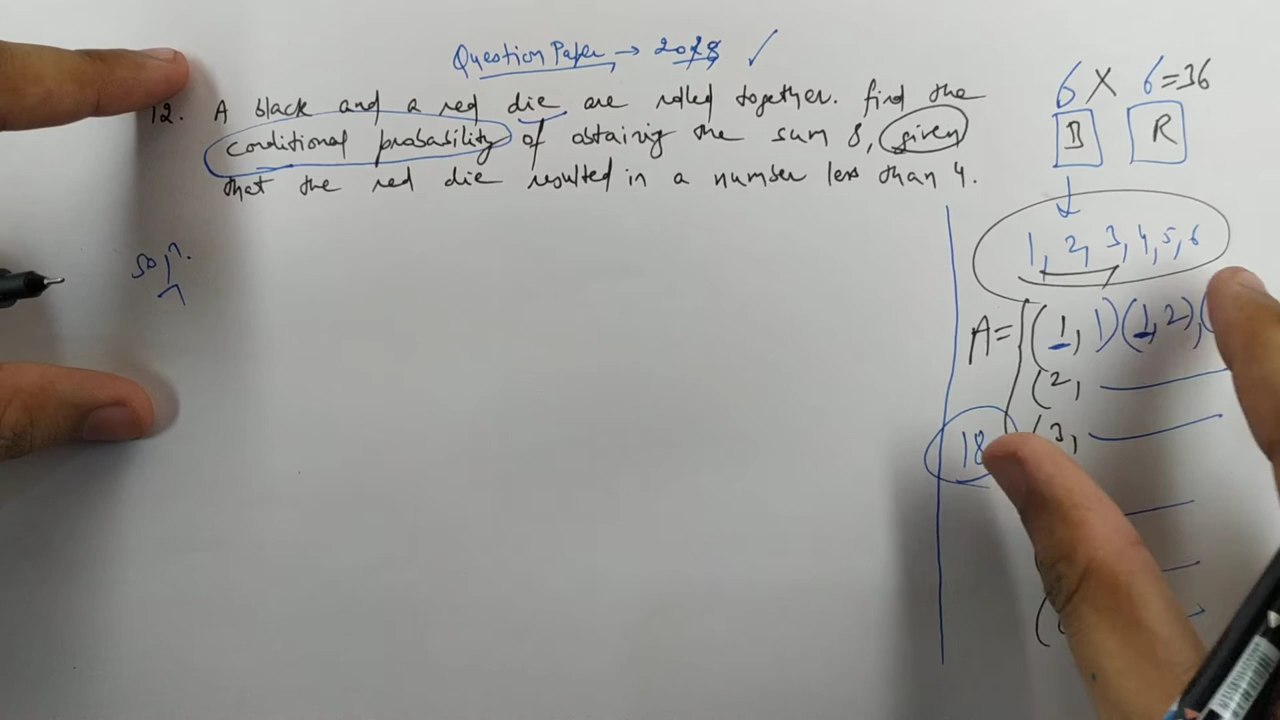 Question Paper → 2018 ✓
12. A black and a red die are rolled together. find the
conditional probability of obtaining the sum 8, given
that the red die resulted in a number less than 4.
Soln.
6 X 6=36
B R
1, 2, 3, 4, 5, 6
A={(1, 1)(1,2),(
(2,
18 (3,